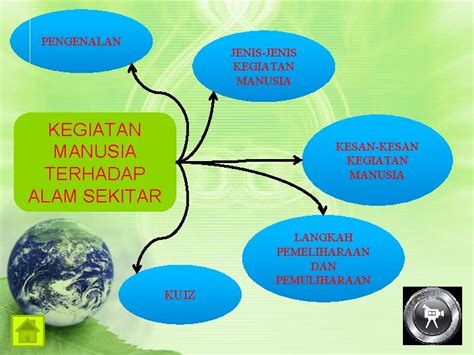 PENGENALAN
JENIS-JENIS
KEGIATAN
MANUSIA
KEGIATAN
MANUSIA
TERHADAP
ALAM SEKITAR
KESAN-KESAN
KEGIATAN
MANUSIA
LANGKAH
PEMELIHARAAN
DAN
PEMULIHARAAN
KUIZ